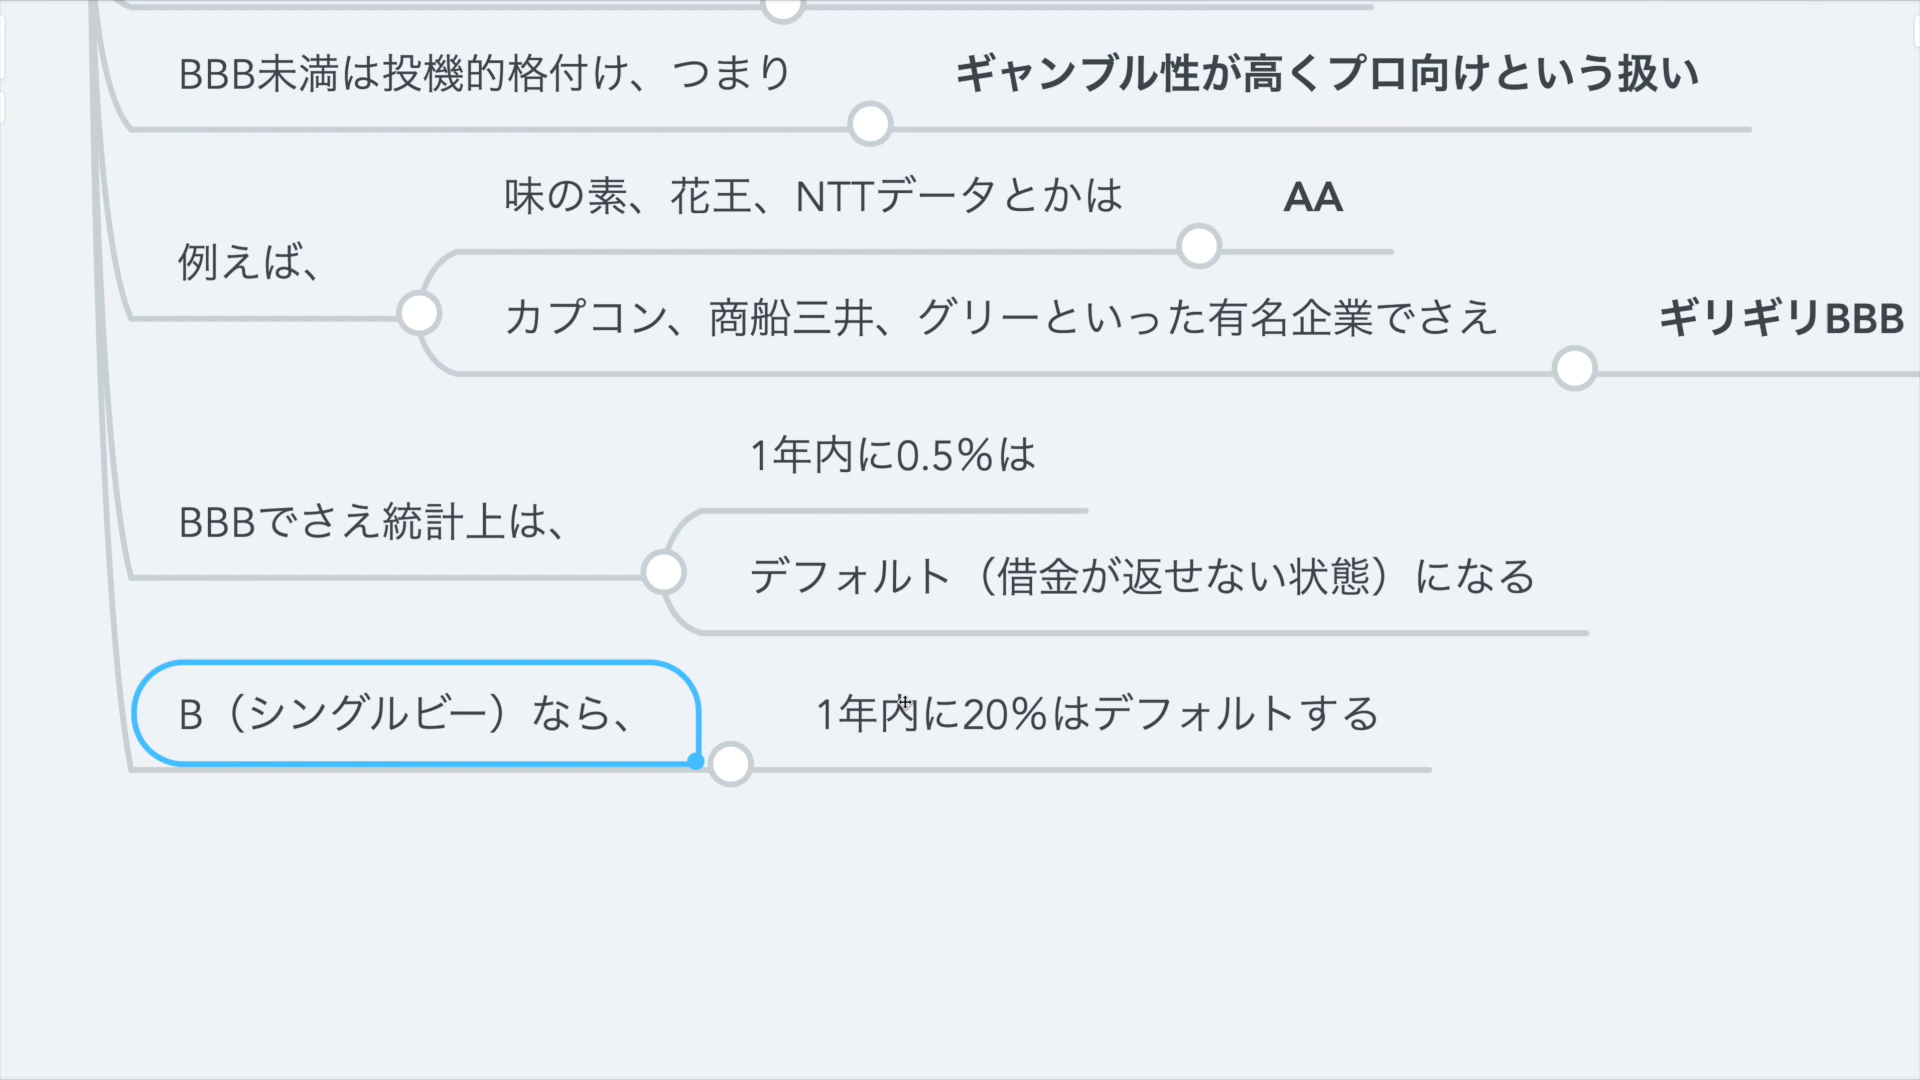 BBB未満は投機的格付け、つまり ギャンブル性が高くプロ向けという扱い
例えば、
味の素、花王、NTTデータとかは AA
カプコン、商船三井、グリーといった有名企業でさえ ギリギリBBB
BBBでさえ統計上は、
1年内に0.5%は
デフォルト（借金が返せない状態）になる
B（シングルビー）なら、 1年内に20%はデフォルトする